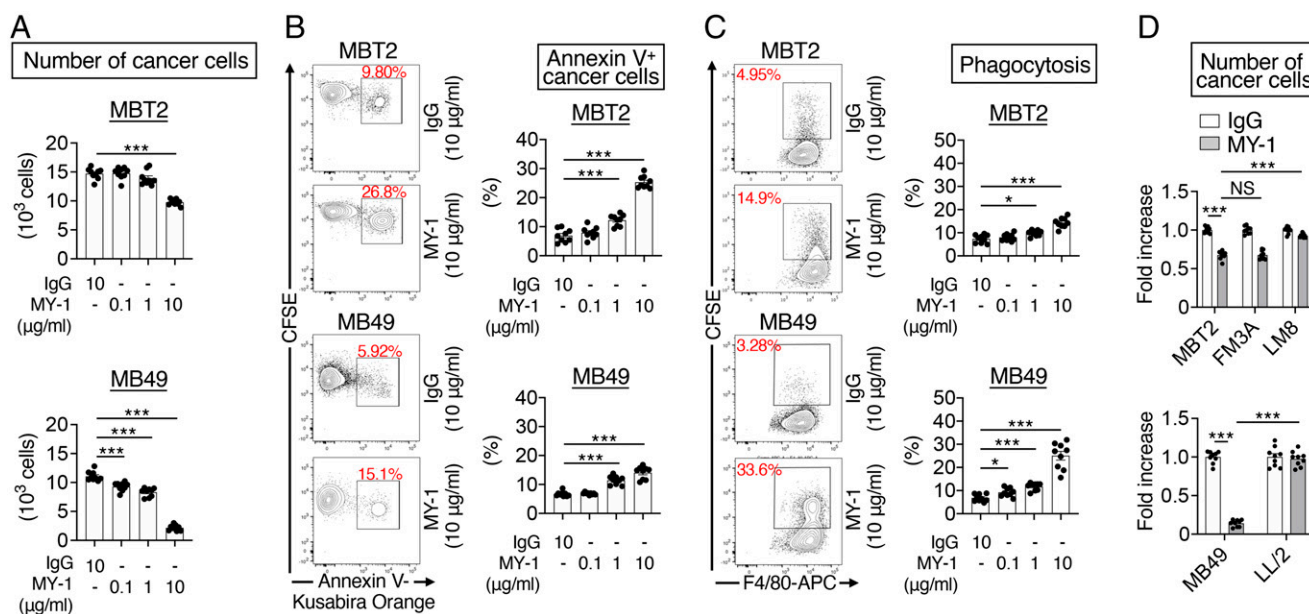 A
Number of cancer cells
MBT2
(10³ cells)
20
15
10
5
0
***
IgG 10 - - -
MY-1 - 0.1 1 10
(µg/ml)
MB49
(10³ cells)
20
15
10
5
0
***
***
***
IgG 10 - - -
MY-1 - 0.1 1 10
(µg/ml)
B
MBT2
9.80%
IgG
(10 µg/ml)
26.8%
MY-1
(10 µg/ml)
MB49
5.92%
IgG
(10 µg/ml)
15.1%
MY-1
(10 µg/ml)
CFSE
Annexin V-
Kusabira Orange
Annexin V⁺
cancer cells
MBT2
(%)
40
30
20
10
0
***
***
IgG 10 - - -
MY-1 - 0.1 1 10
(µg/ml)
MB49
(%)
40
30
20
10
0
***
***
IgG 10 - - -
MY-1 - 0.1 1 10
(µg/ml)
C
MBT2
4.95%
IgG
(10 µg/ml)
14.9%
MY-1
(10 µg/ml)
MB49
3.28%
IgG
(10 µg/ml)
33.6%
MY-1
(10 µg/ml)
CFSE
F4/80-APC
Phagocytosis
MBT2
(%)
50
40
30
20
10
0
***
*
IgG 10 - - -
MY-1 - 0.1 1 10
(µg/ml)
MB49
(%)
50
40
30
20
10
0
***
***
*
IgG 10 - - -
MY-1 - 0.1 1 10
(µg/ml)
D
Number of
cancer cells
IgG
MY-1
Fold increase
1.5
1.0
0.5
0
***
NS
***
MBT2
FM3A
LM8
Fold increase
1.5
1.0
0.5
0
***
***
MB49
LL/2